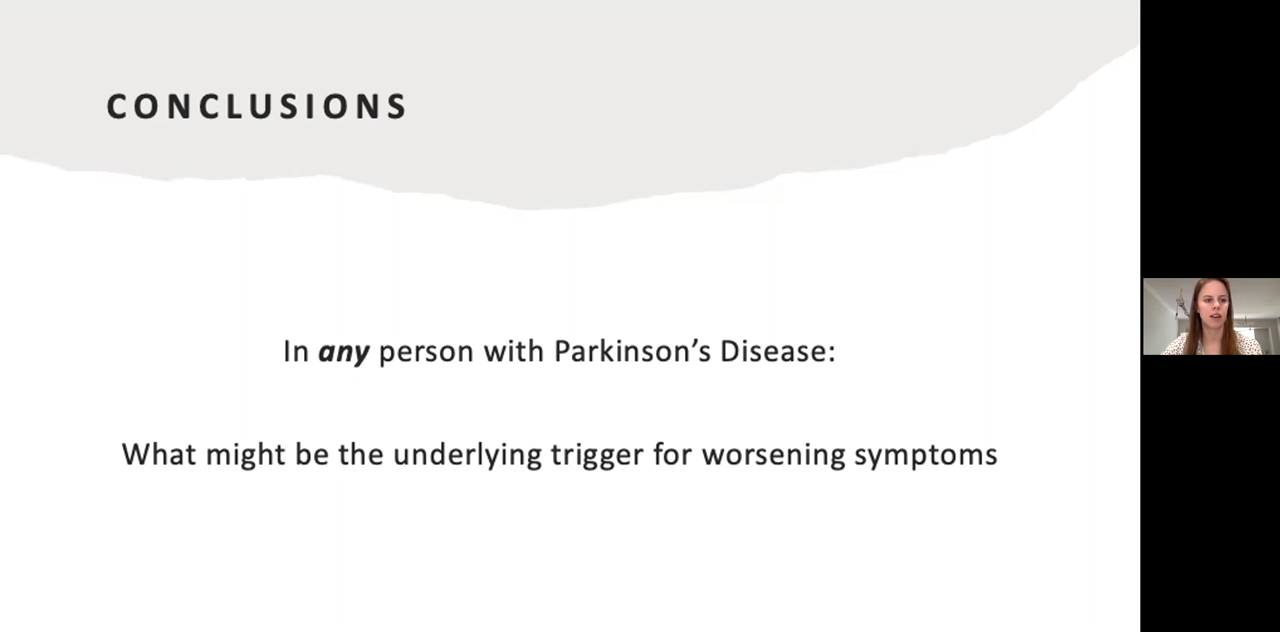 CONCLUSIONS
In any person with Parkinson’s Disease:
What might be the underlying trigger for worsening symptoms